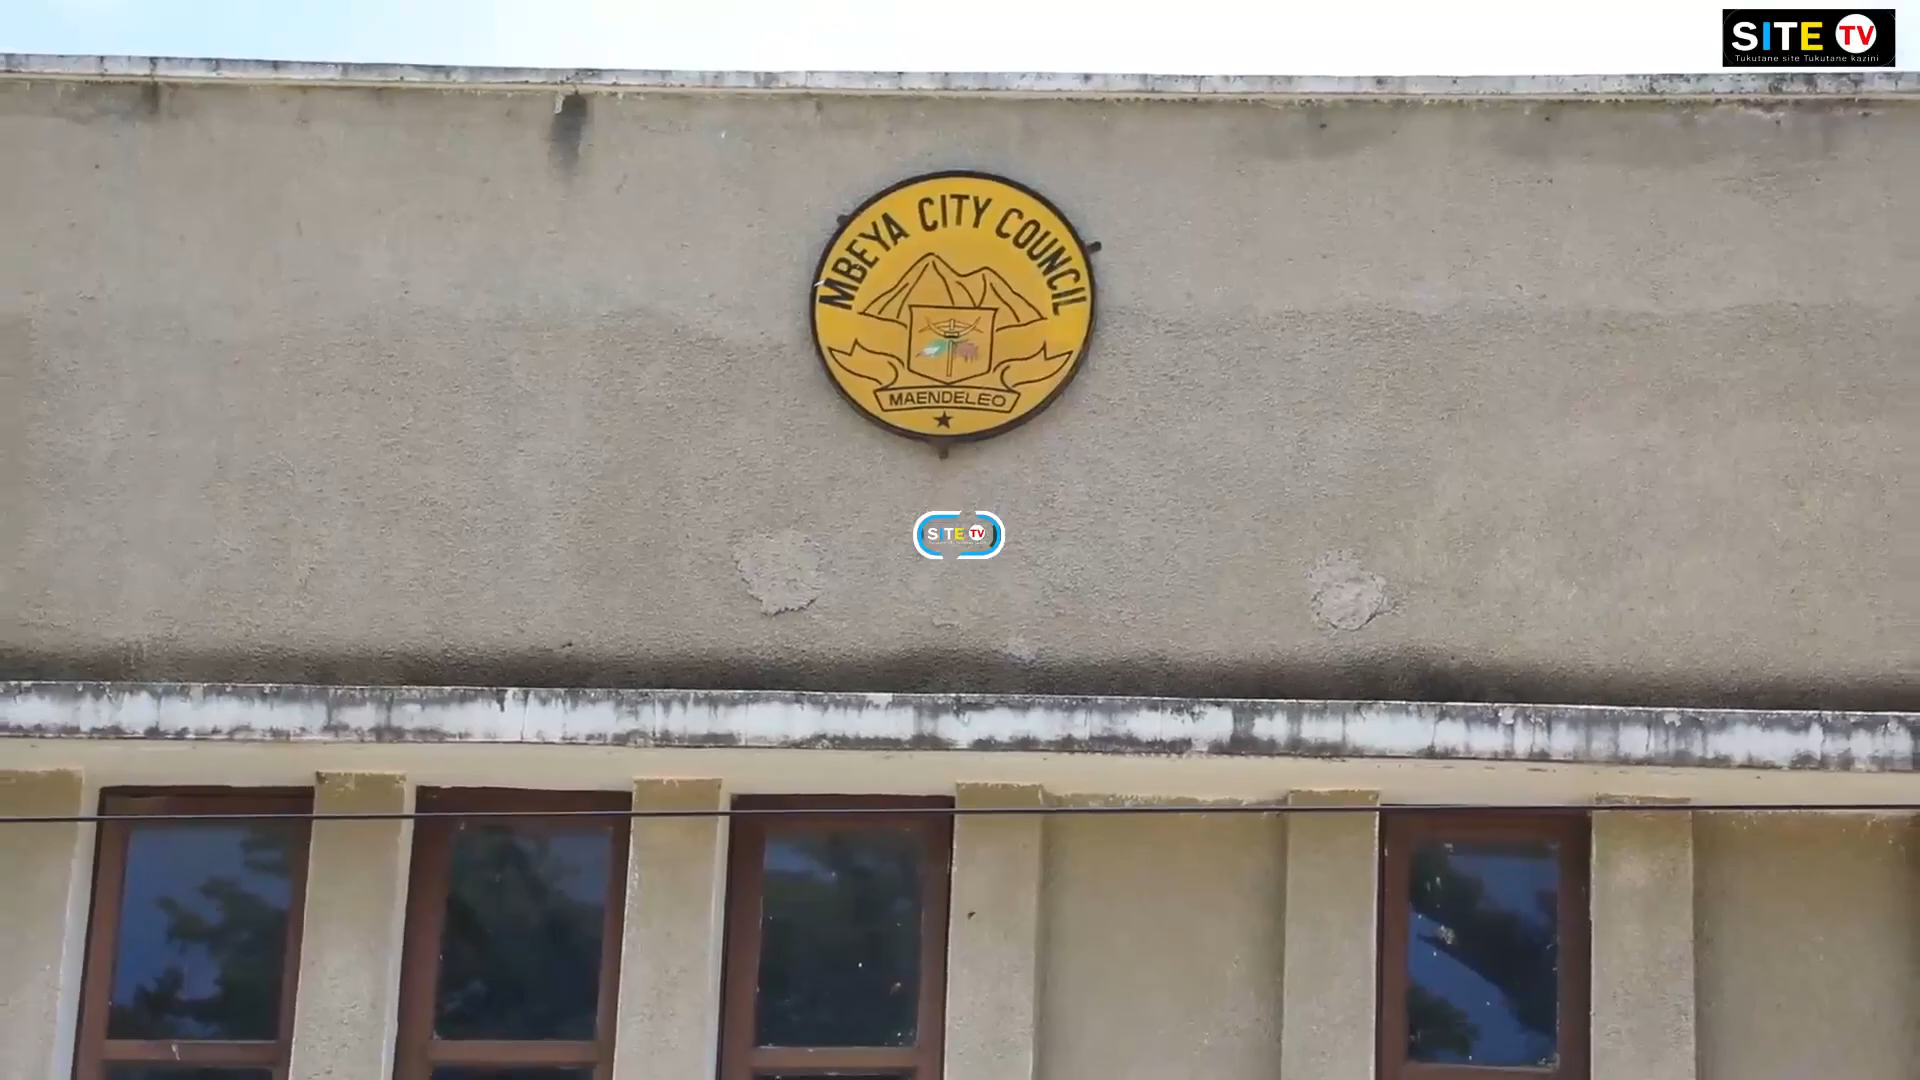 SITE TV
Tukutane site Tukutane kazini
MBEYA CITY COUNCIL
MAENDELEO
SITE TV